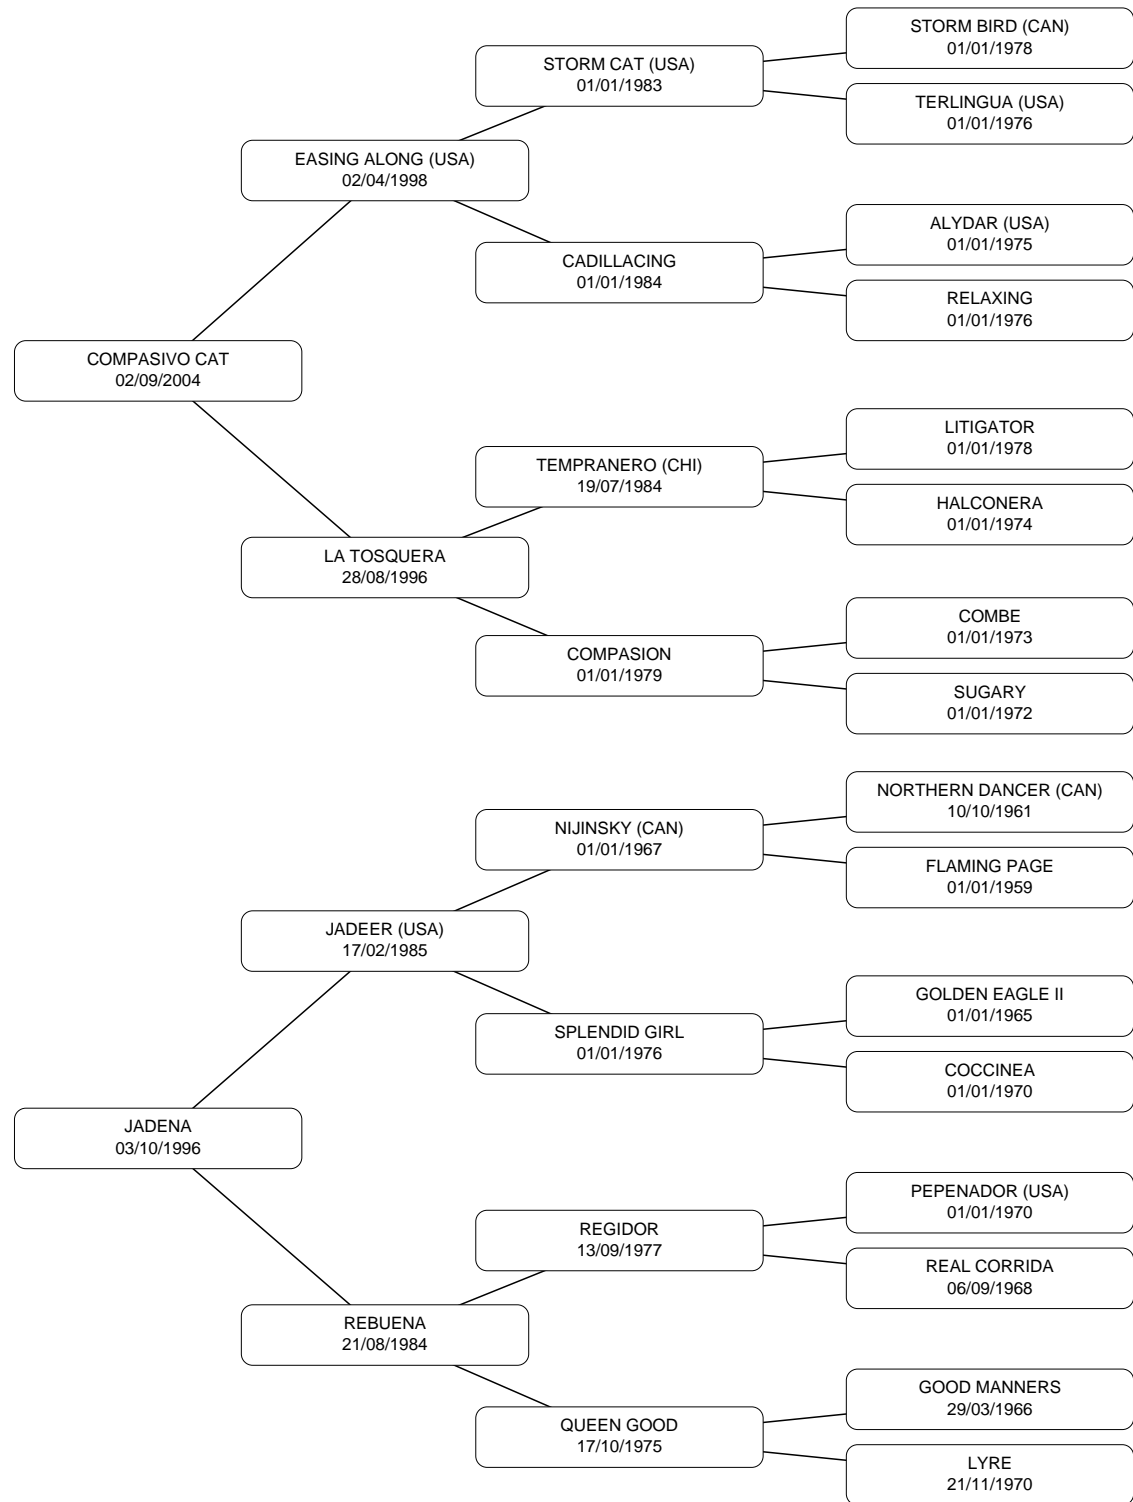 STORM BIRD (CAN)
01/01/1978
STORM CAT (USA)
01/01/1983
TERLINGUA (USA)
01/01/1976
EASING ALONG (USA)
02/04/1998
ALYDAR (USA)
01/01/1975
CADILLACING
01/01/1984
RELAXING
01/01/1976
COMPASIVO CAT
02/09/2004
LITIGATOR
01/01/1978
TEMPRANERO (CHI)
19/07/1984
HALCONERA
01/01/1974
LA TOSQUERA
28/08/1996
COMBE
01/01/1973
COMPASION
01/01/1979
SUGARY
01/01/1972
NORTHERN DANCER (CAN)
10/10/1961
NIJINSKY (CAN)
01/01/1967
FLAMING PAGE
01/01/1959
JADEER (USA)
17/02/1985
GOLDEN EAGLE II
01/01/1965
SPLENDID GIRL
01/01/1976
COCCINEA
01/01/1970
JADENA
03/10/1996
PEPENADOR (USA)
01/01/1970
REGIDOR
13/09/1977
REAL CORRIDA
06/09/1968
REBUENA
21/08/1984
GOOD MANNERS
29/03/1966
QUEEN GOOD
17/10/1975
LYRE
21/11/1970